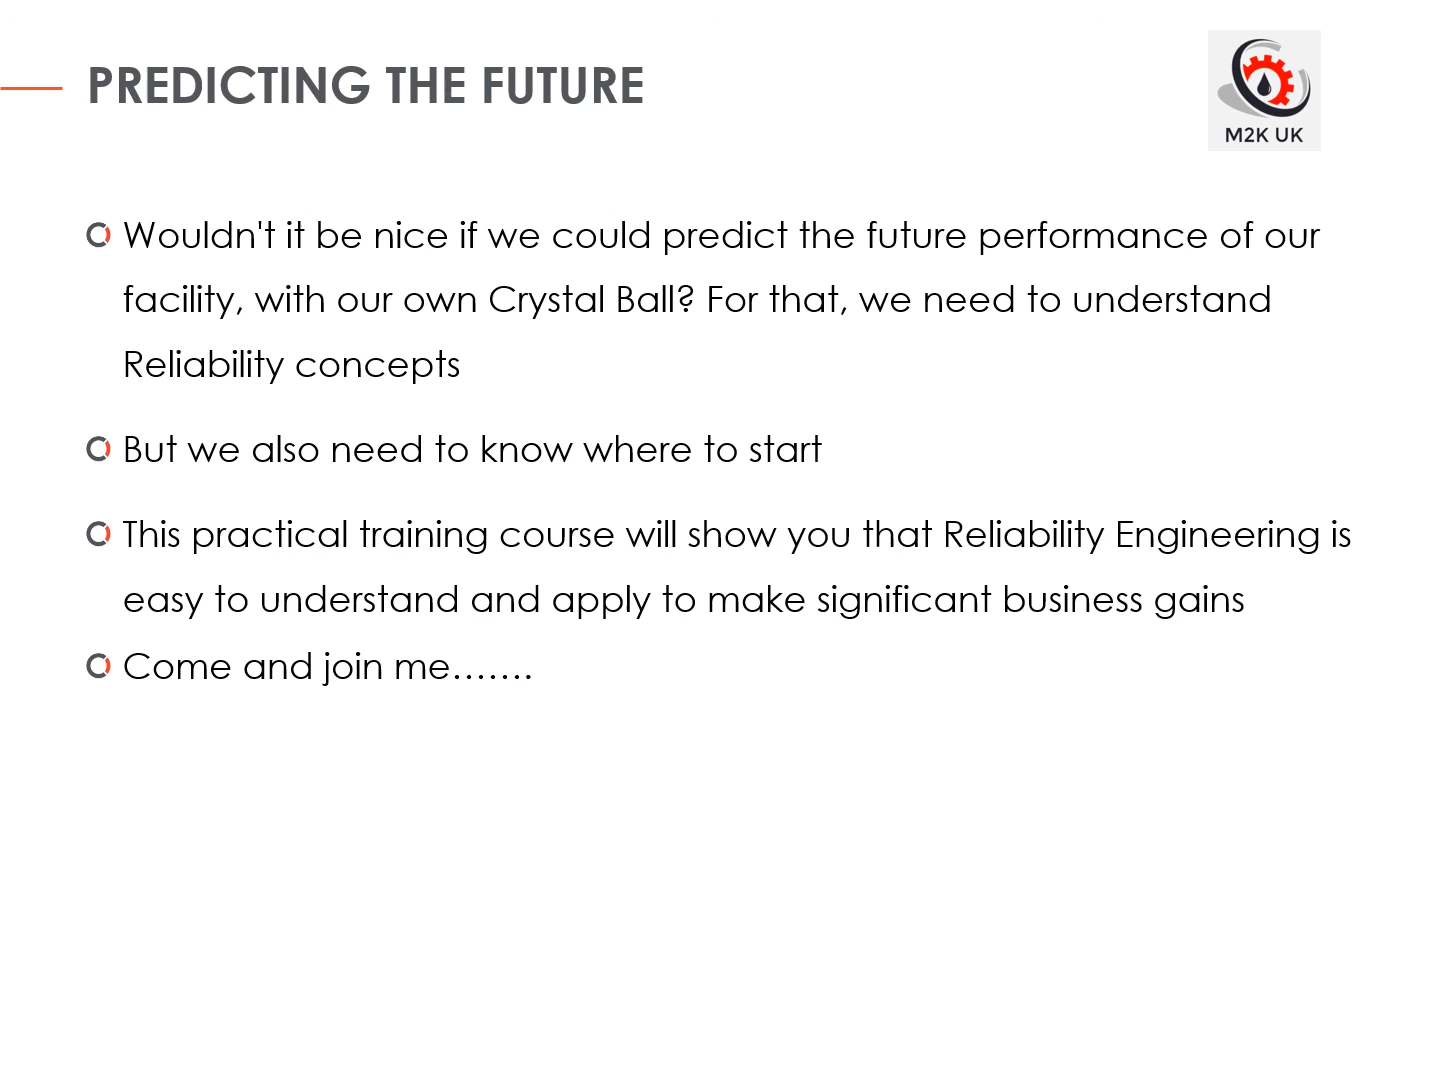 PREDICTING THE FUTURE
M2K UK
Wouldn't it be nice if we could predict the future performance of our
facility, with our own Crystal Ball? For that, we need to understand
Reliability concepts
But we also need to know where to start
This practical training course will show you that Reliability Engineering is
easy to understand and apply to make significant business gains
Come and join me.......